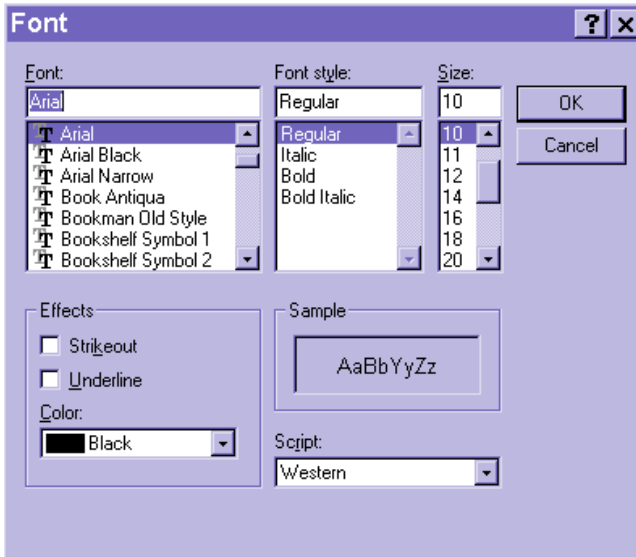 Font
Font:
Font style:
Size:
Arial
Regular
10
OK
Cancel
Arial
Arial Black
Arial Narrow
Book Antiqua
Bookman Old Style
Bookshelf Symbol 1
Bookshelf Symbol 2
Regular
Italic
Bold
Bold Italic
10
11
12
14
16
18
20
Effects
Strikeout
Underline
Color:
Black
Sample
AaBbYyZz
Script:
Western